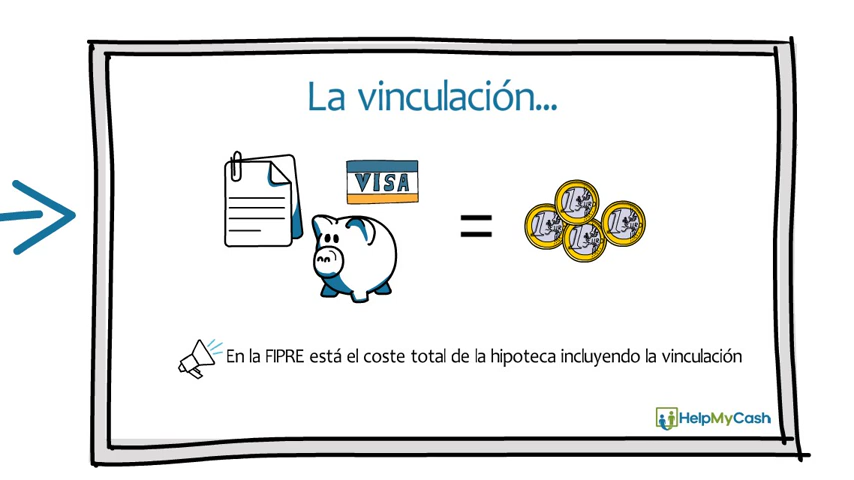 La vinculación...
VISA
=
En la FIPRE está el coste total de la hipoteca incluyendo la vinculación
HelpMyCash